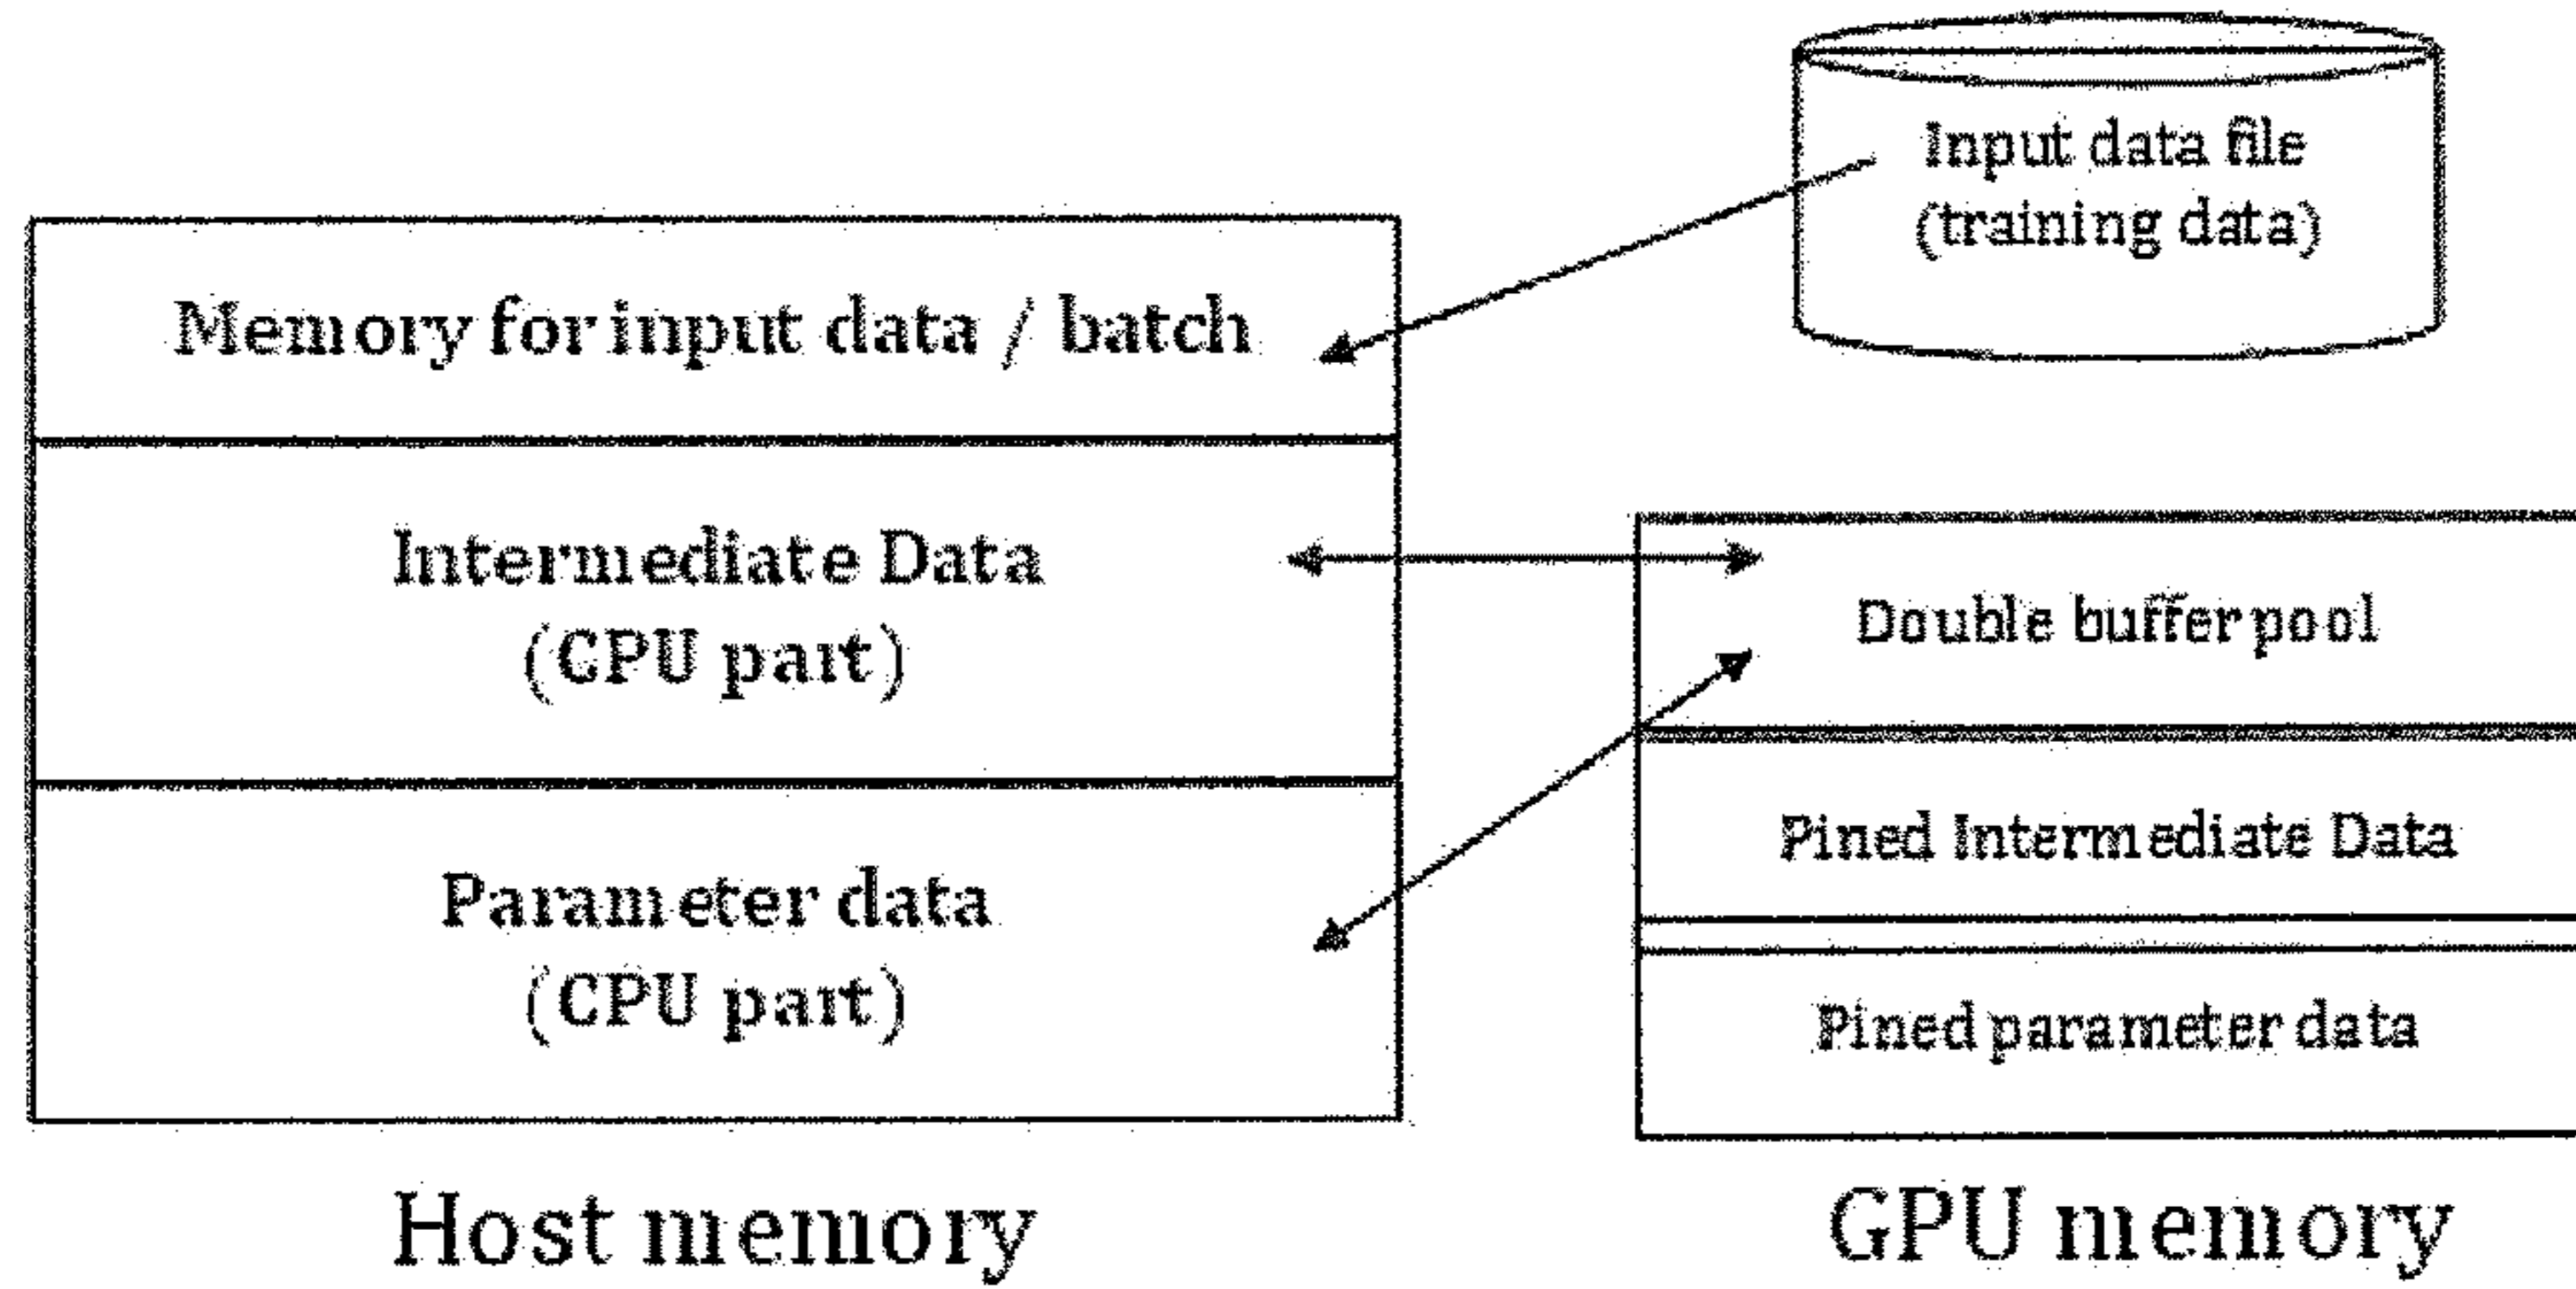 Input data file
(training data)
Memory for input data / batch
Intermediate Data
(CPU part)
Parameter data
(CPU part)
Double buffer pool
Pined Intermediate Data
Pined parameter data
Host memory
GPU memory